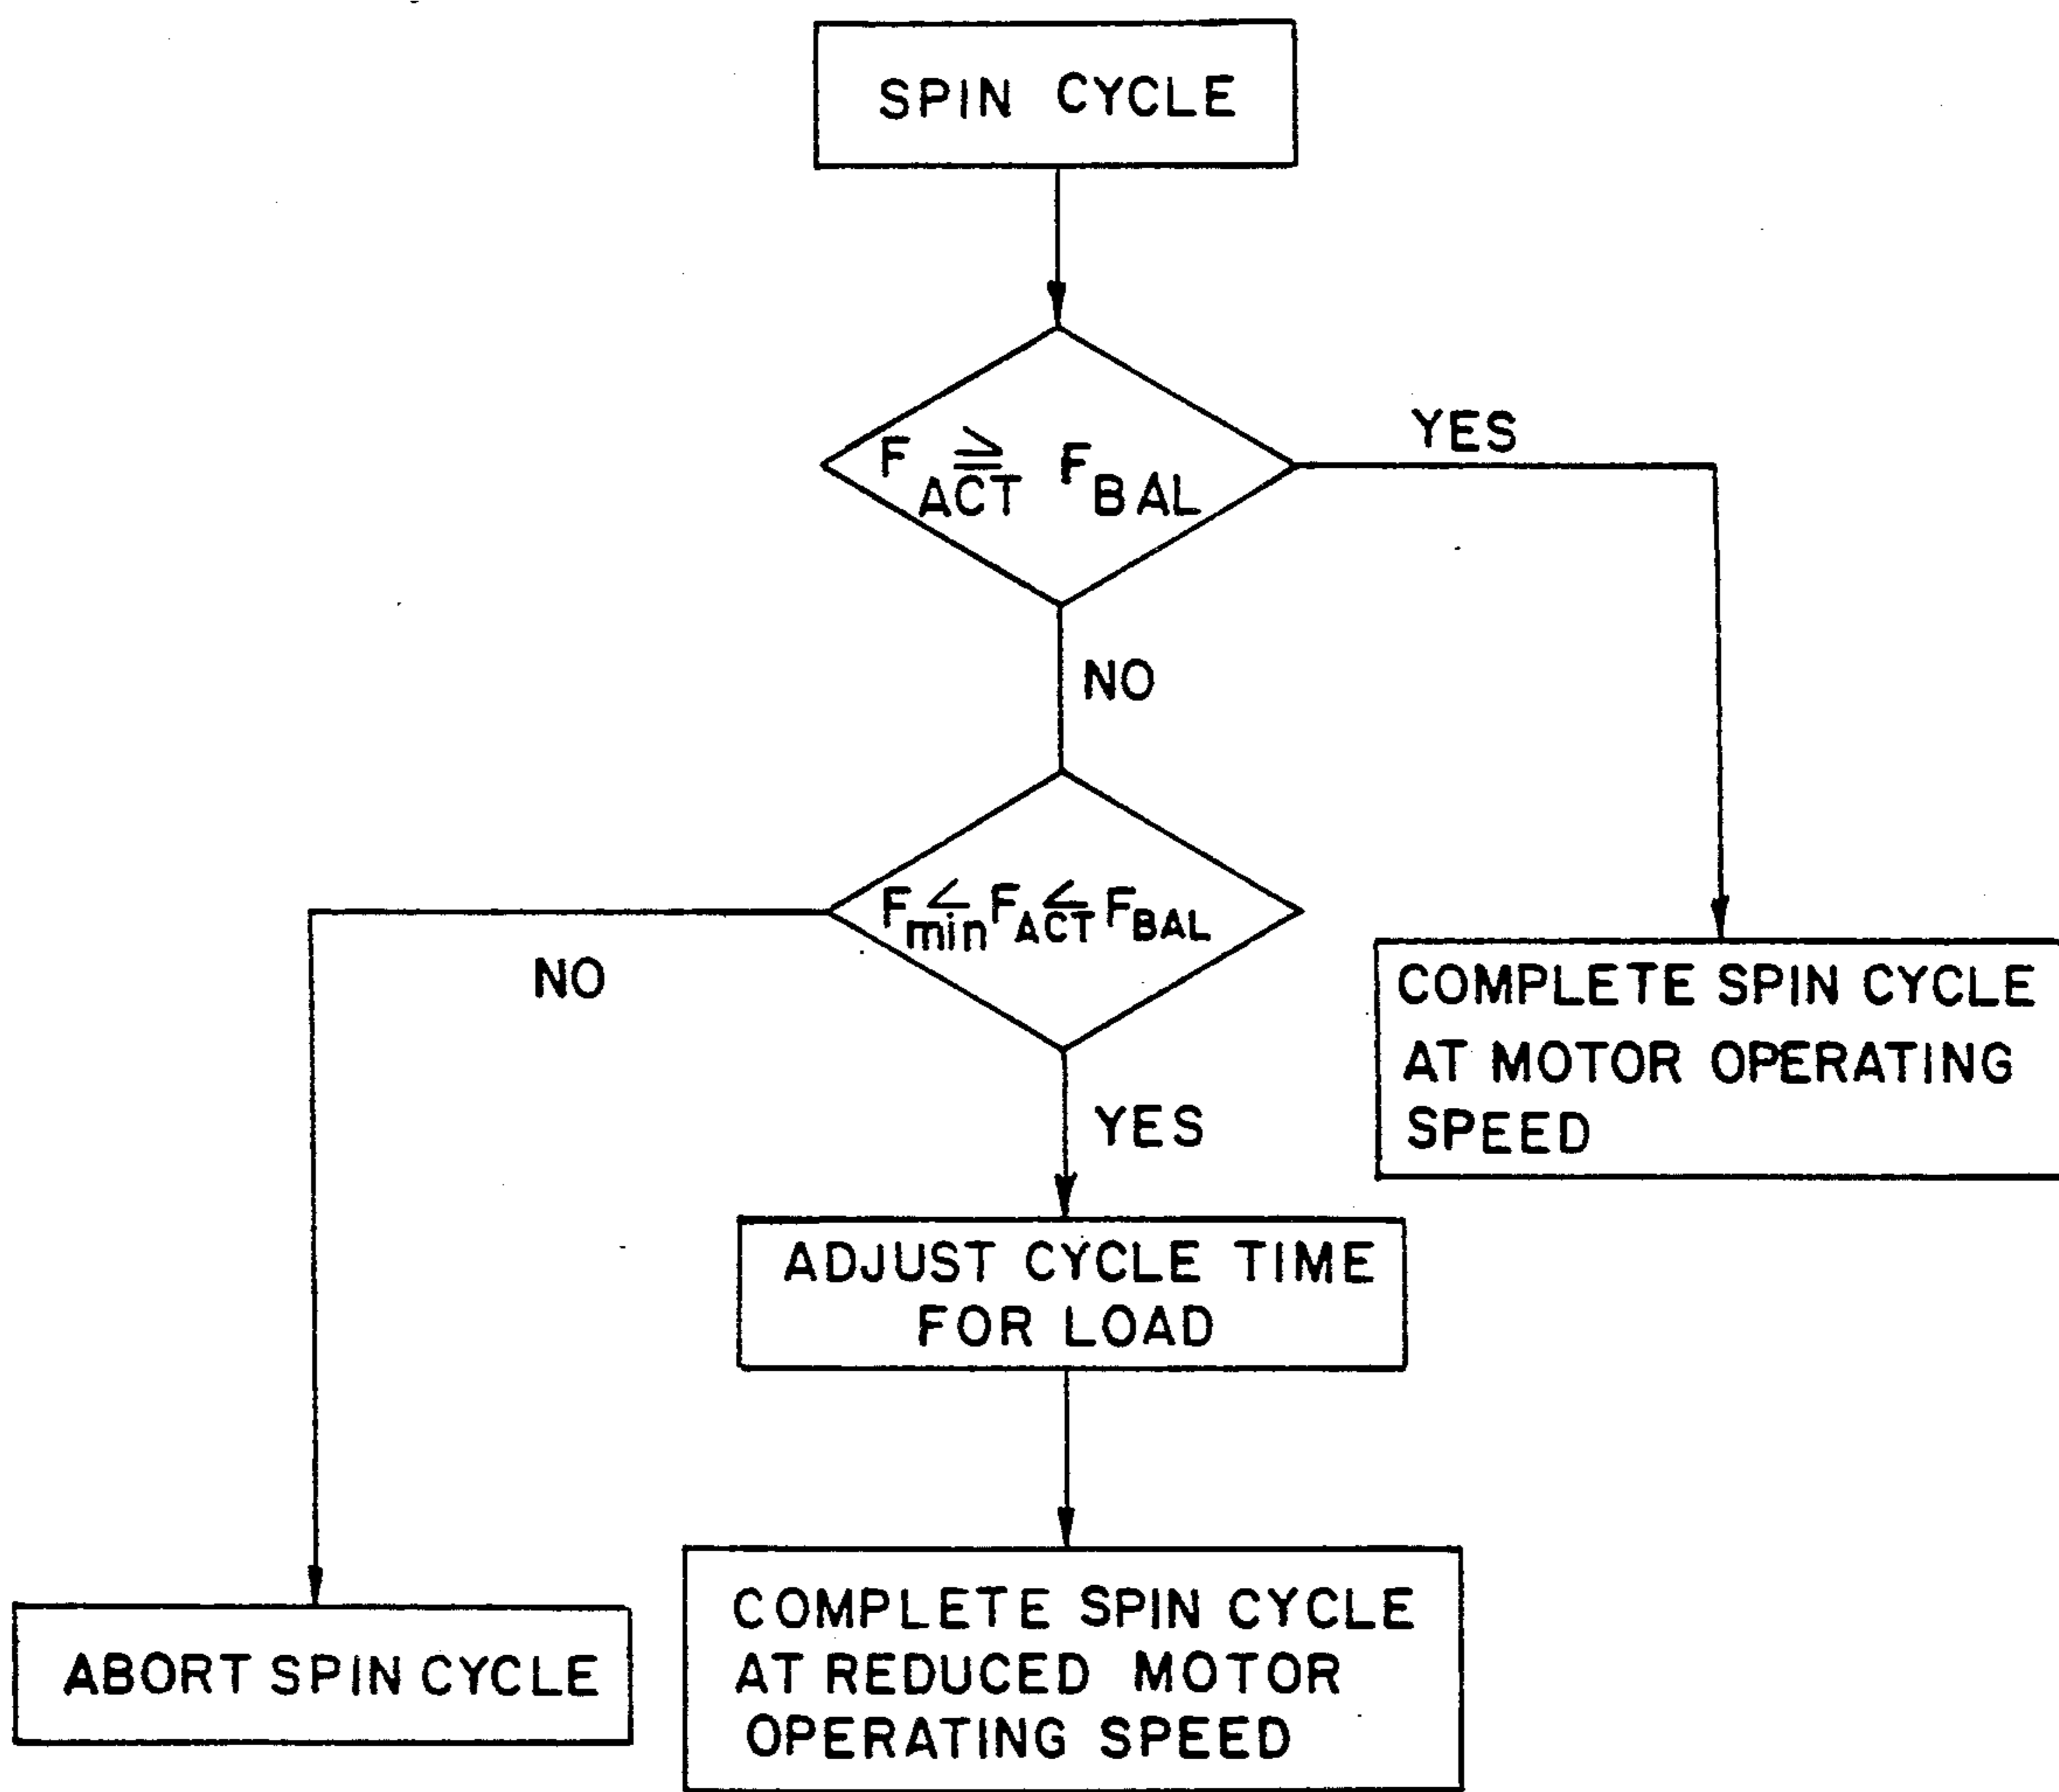 SPIN CYCLE
F ACT ≧ F BAL
YES
NO
F min ≤ F ACT ≤ F BAL
NO
COMPLETE SPIN CYCLE
AT MOTOR OPERATING
SPEED
YES
ADJUST CYCLE TIME
FOR LOAD
COMPLETE SPIN CYCLE
AT REDUCED MOTOR
OPERATING SPEED
ABORT SPIN CYCLE